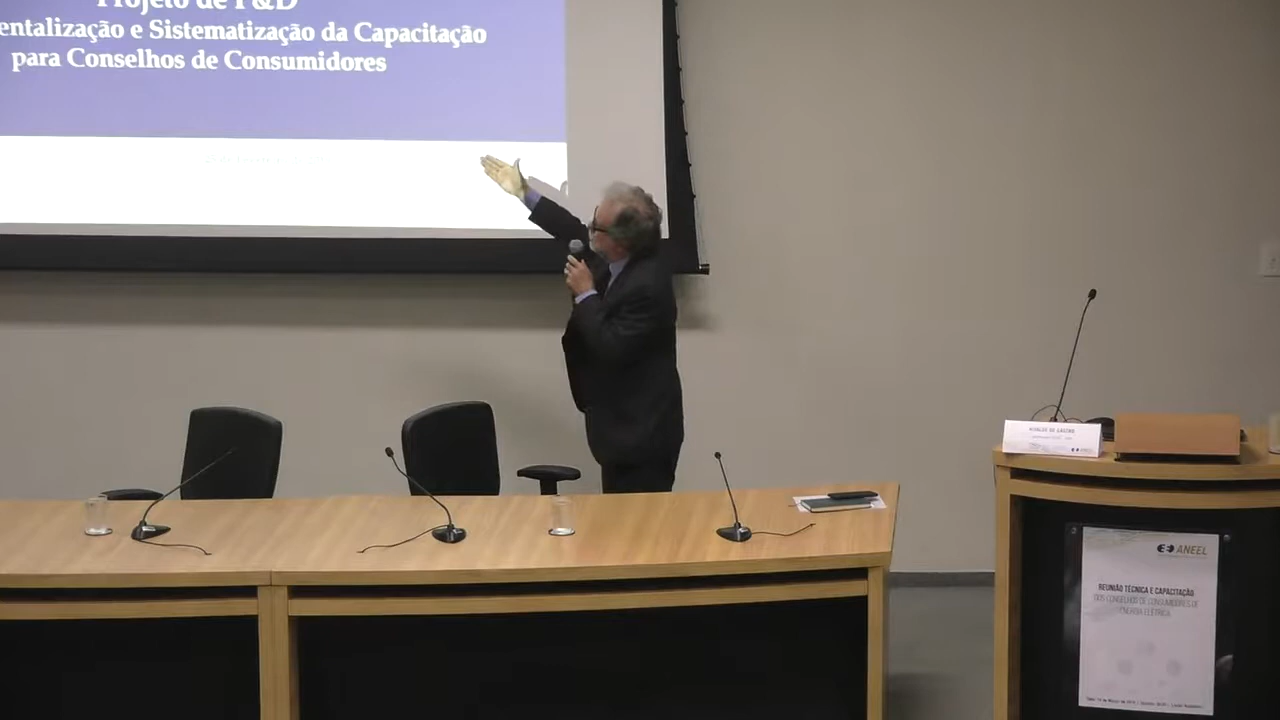 Projeto de P&D
entalização e Sistematização da Capacitação
para Conselhos de Consumidores
ANEEL
REUNIÃO TÉCNICA E CAPACITAÇÃO
DOS CONSELHOS DE CONSUMIDORES DE
ENERGIA ELÉTRICA